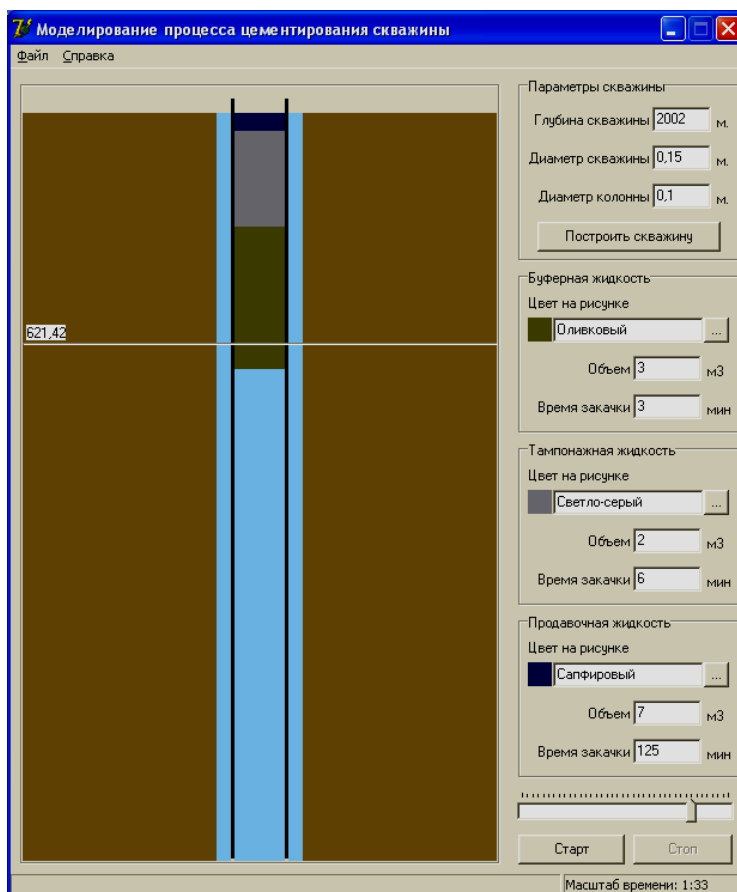 Моделирование процесса цементирования скважины
Файл Справка
621,42
Параметры скважины
Глубина скважины 2002 м.
Диаметр скважины 0,15 м.
Диаметр колонны 0,1 м.
Построить скважину
Буферная жидкость
Цвет на рисунке
Оливковый ...
Объем 3 м3
Время закачки 3 мин
Тампонажная жидкость
Цвет на рисунке
Светло-серый ...
Объем 2 м3
Время закачки 6 мин
Продавочная жидкость
Цвет на рисунке
Сапфировый ...
Объем 7 м3
Время закачки 125 мин
Старт Стоп
Масштаб времени: 1:33